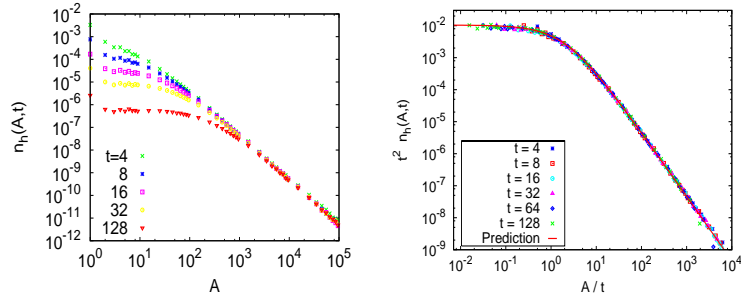 10^-2
10^-3
10^-4
10^-5
10^-6
10^-7
10^-8
10^-9
10^-10
10^-11
10^-12
n_h(A,t)
t=4
8
16
32
128
10^0 10^1 10^2 10^3 10^4 10^5
A
10^-2
10^-3
10^-4
10^-5
10^-6
10^-7
10^-8
10^-9
t^2 n_h(A,t)
t = 4
t = 8
t = 16
t = 32
t = 64
t = 128
Prediction
10^-2 10^-1 10^0 10^1 10^2 10^3 10^4
A / t